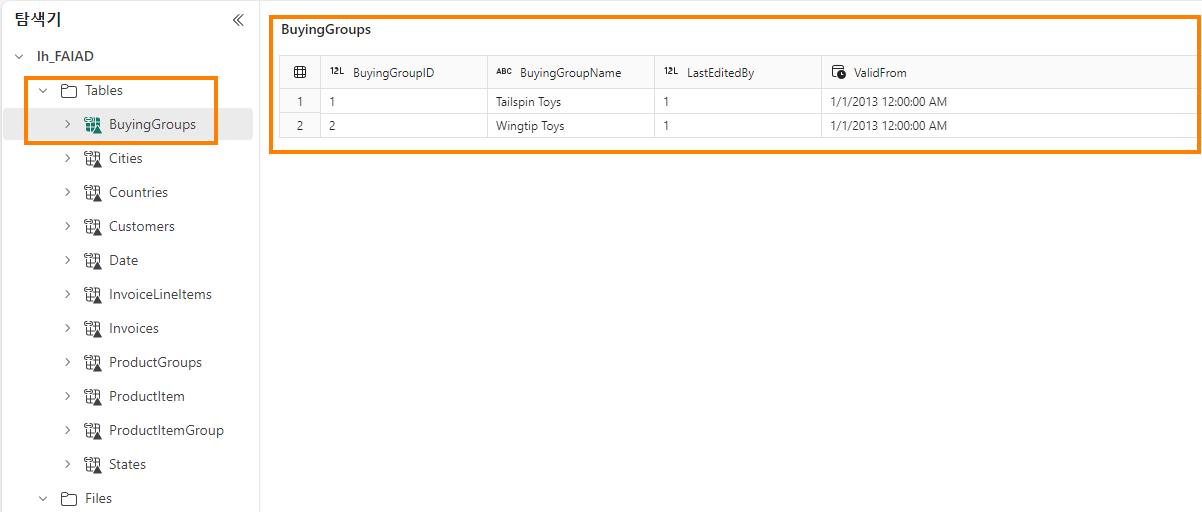 탐색기
lh_FAIAD
Tables
BuyingGroups
Cities
Countries
Customers
Date
InvoiceLineItems
Invoices
ProductGroups
ProductItem
ProductItemGroup
States
Files
BuyingGroups
12L BuyingGroupID ABC BuyingGroupName 12L LastEditedBy ValidFrom
1 1 Tailspin Toys 1 1/1/2013 12:00:00 AM
2 2 Wingtip Toys 1 1/1/2013 12:00:00 AM